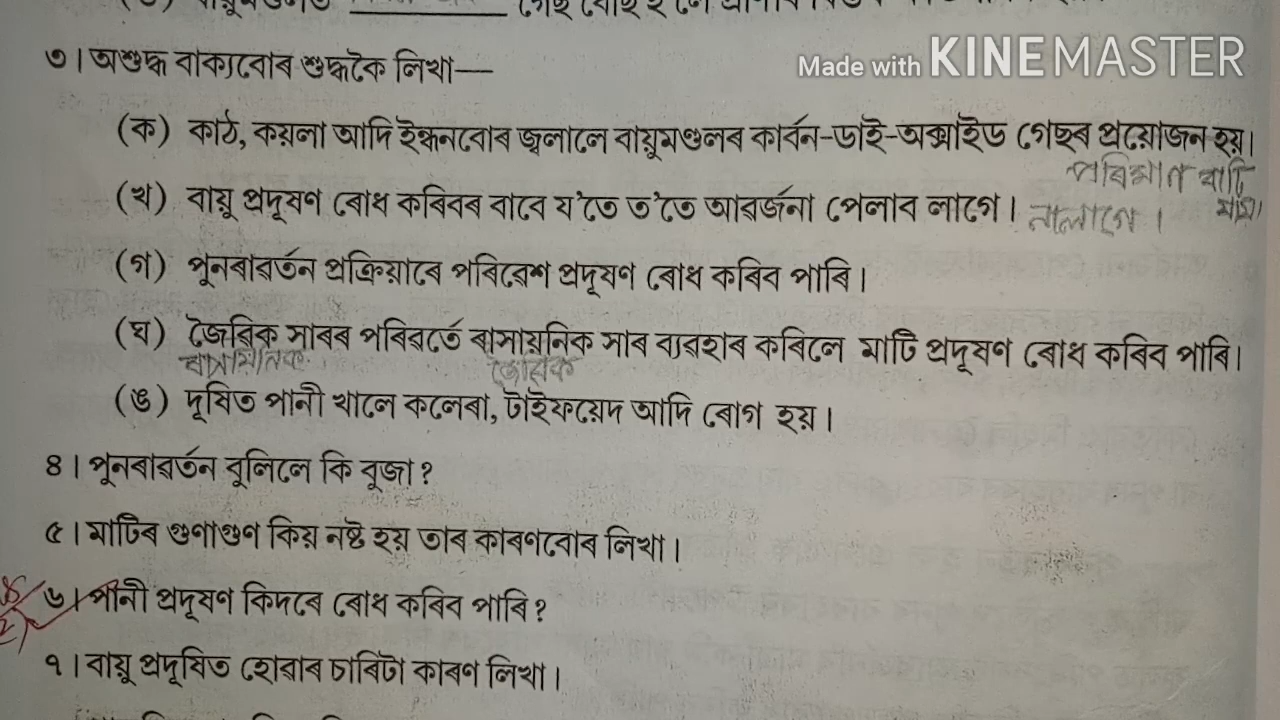 ৩। অশুদ্ধ বাক্যবোৰ শুদ্ধকৈ লিখা—
Made with KINEMASTER
(ক) কাঠ, কয়লা আদি ইন্ধনবোৰ জ্বলালে বায়ুমণ্ডলৰ কাৰ্বন-ডাই-অক্সাইড গেছৰ প্ৰয়োজন হয়।
পৰিমাণ বাঢ়ি যায়।
(খ) বায়ু প্ৰদূষণ ৰোধ কৰিবৰ বাবে য'তে ত'তে আৱৰ্জনা পেলাব লাগে।
নালাগে।
(গ) পুনৰাৱৰ্তন প্ৰক্ৰিয়াৰে পৰিৱেশ প্ৰদূষণ ৰোধ কৰিব পাৰি।
(ঘ) জৈৱিক সাৰৰ পৰিৱৰ্তে ৰাসায়নিক সাৰ ব্যৱহাৰ কৰিলে মাটি প্ৰদূষণ ৰোধ কৰিব পাৰি।
জৈৱিক
(ঙ) দূষিত পানী খালে কলেৰা, টাইফয়েদ আদি ৰোগ হয়।
৪। পুনৰাৱৰ্তন বুলিলে কি বুজা?
৫। মাটিৰ গুণাগুণ কিয় নষ্ট হয় তাৰ কাৰণবোৰ লিখা।
৬। পানী প্ৰদূষণ কিদৰে ৰোধ কৰিব পাৰি?
৭। বায়ু প্ৰদূষিত হোৱাৰ চাৰিটা কাৰণ লিখা।